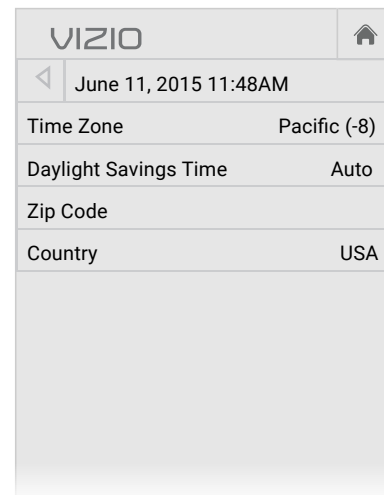 VIZIO
June 11, 2015 11:48AM
Time Zone Pacific (-8)
Daylight Savings Time Auto
Zip Code
Country USA